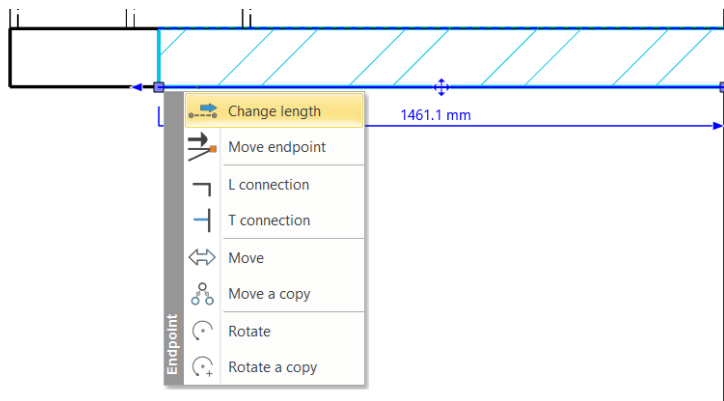 1461.1 mm
Change length
Move endpoint
L connection
T connection
Move
Move a copy
Rotate
Rotate a copy
Endpoint